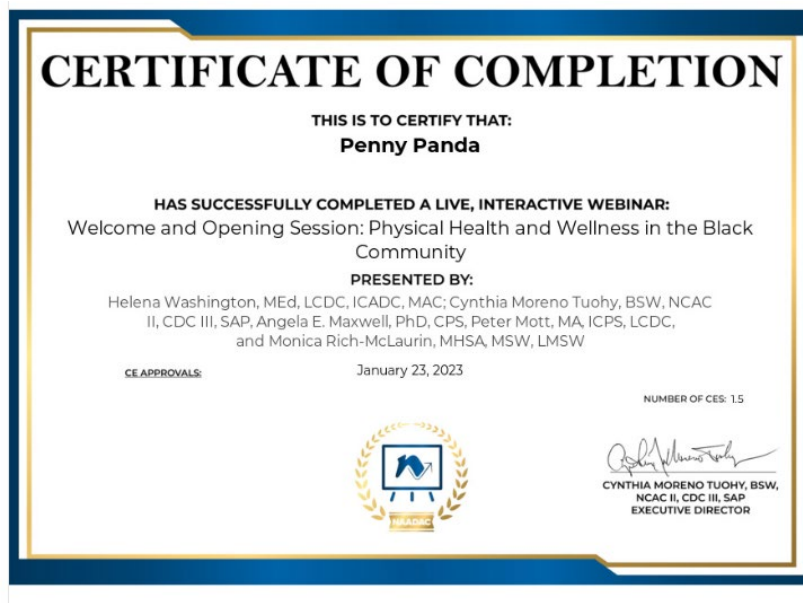 CERTIFICATE OF COMPLETION
THIS IS TO CERTIFY THAT:
Penny Panda
HAS SUCCESSFULLY COMPLETED A LIVE, INTERACTIVE WEBINAR:
Welcome and Opening Session: Physical Health and Wellness in the Black
Community
PRESENTED BY:
Helena Washington, MEd, LCDC, ICADC, MAC; Cynthia Moreno Tuohy, BSW, NCAC
II, CDC III, SAP, Angela E. Maxwell, PhD, CPS, Peter Mott, MA, ICPS, LCDC,
and Monica Rich-McLaurin, MHSA, MSW, LMSW
CE APPROVALS:
January 23, 2023
NUMBER OF CES: 1.5
NAADAC
Cynthia Moreno Tuohy
CYNTHIA MORENO TUOHY, BSW,
NCAC II, CDC III, SAP
EXECUTIVE DIRECTOR